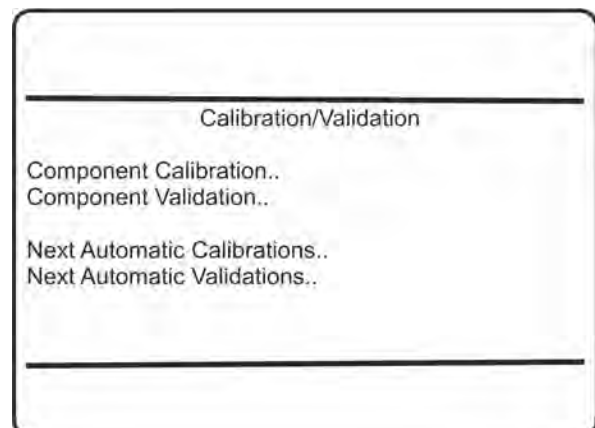 Calibration/Validation
Component Calibration..
Component Validation..
Next Automatic Calibrations..
Next Automatic Validations..